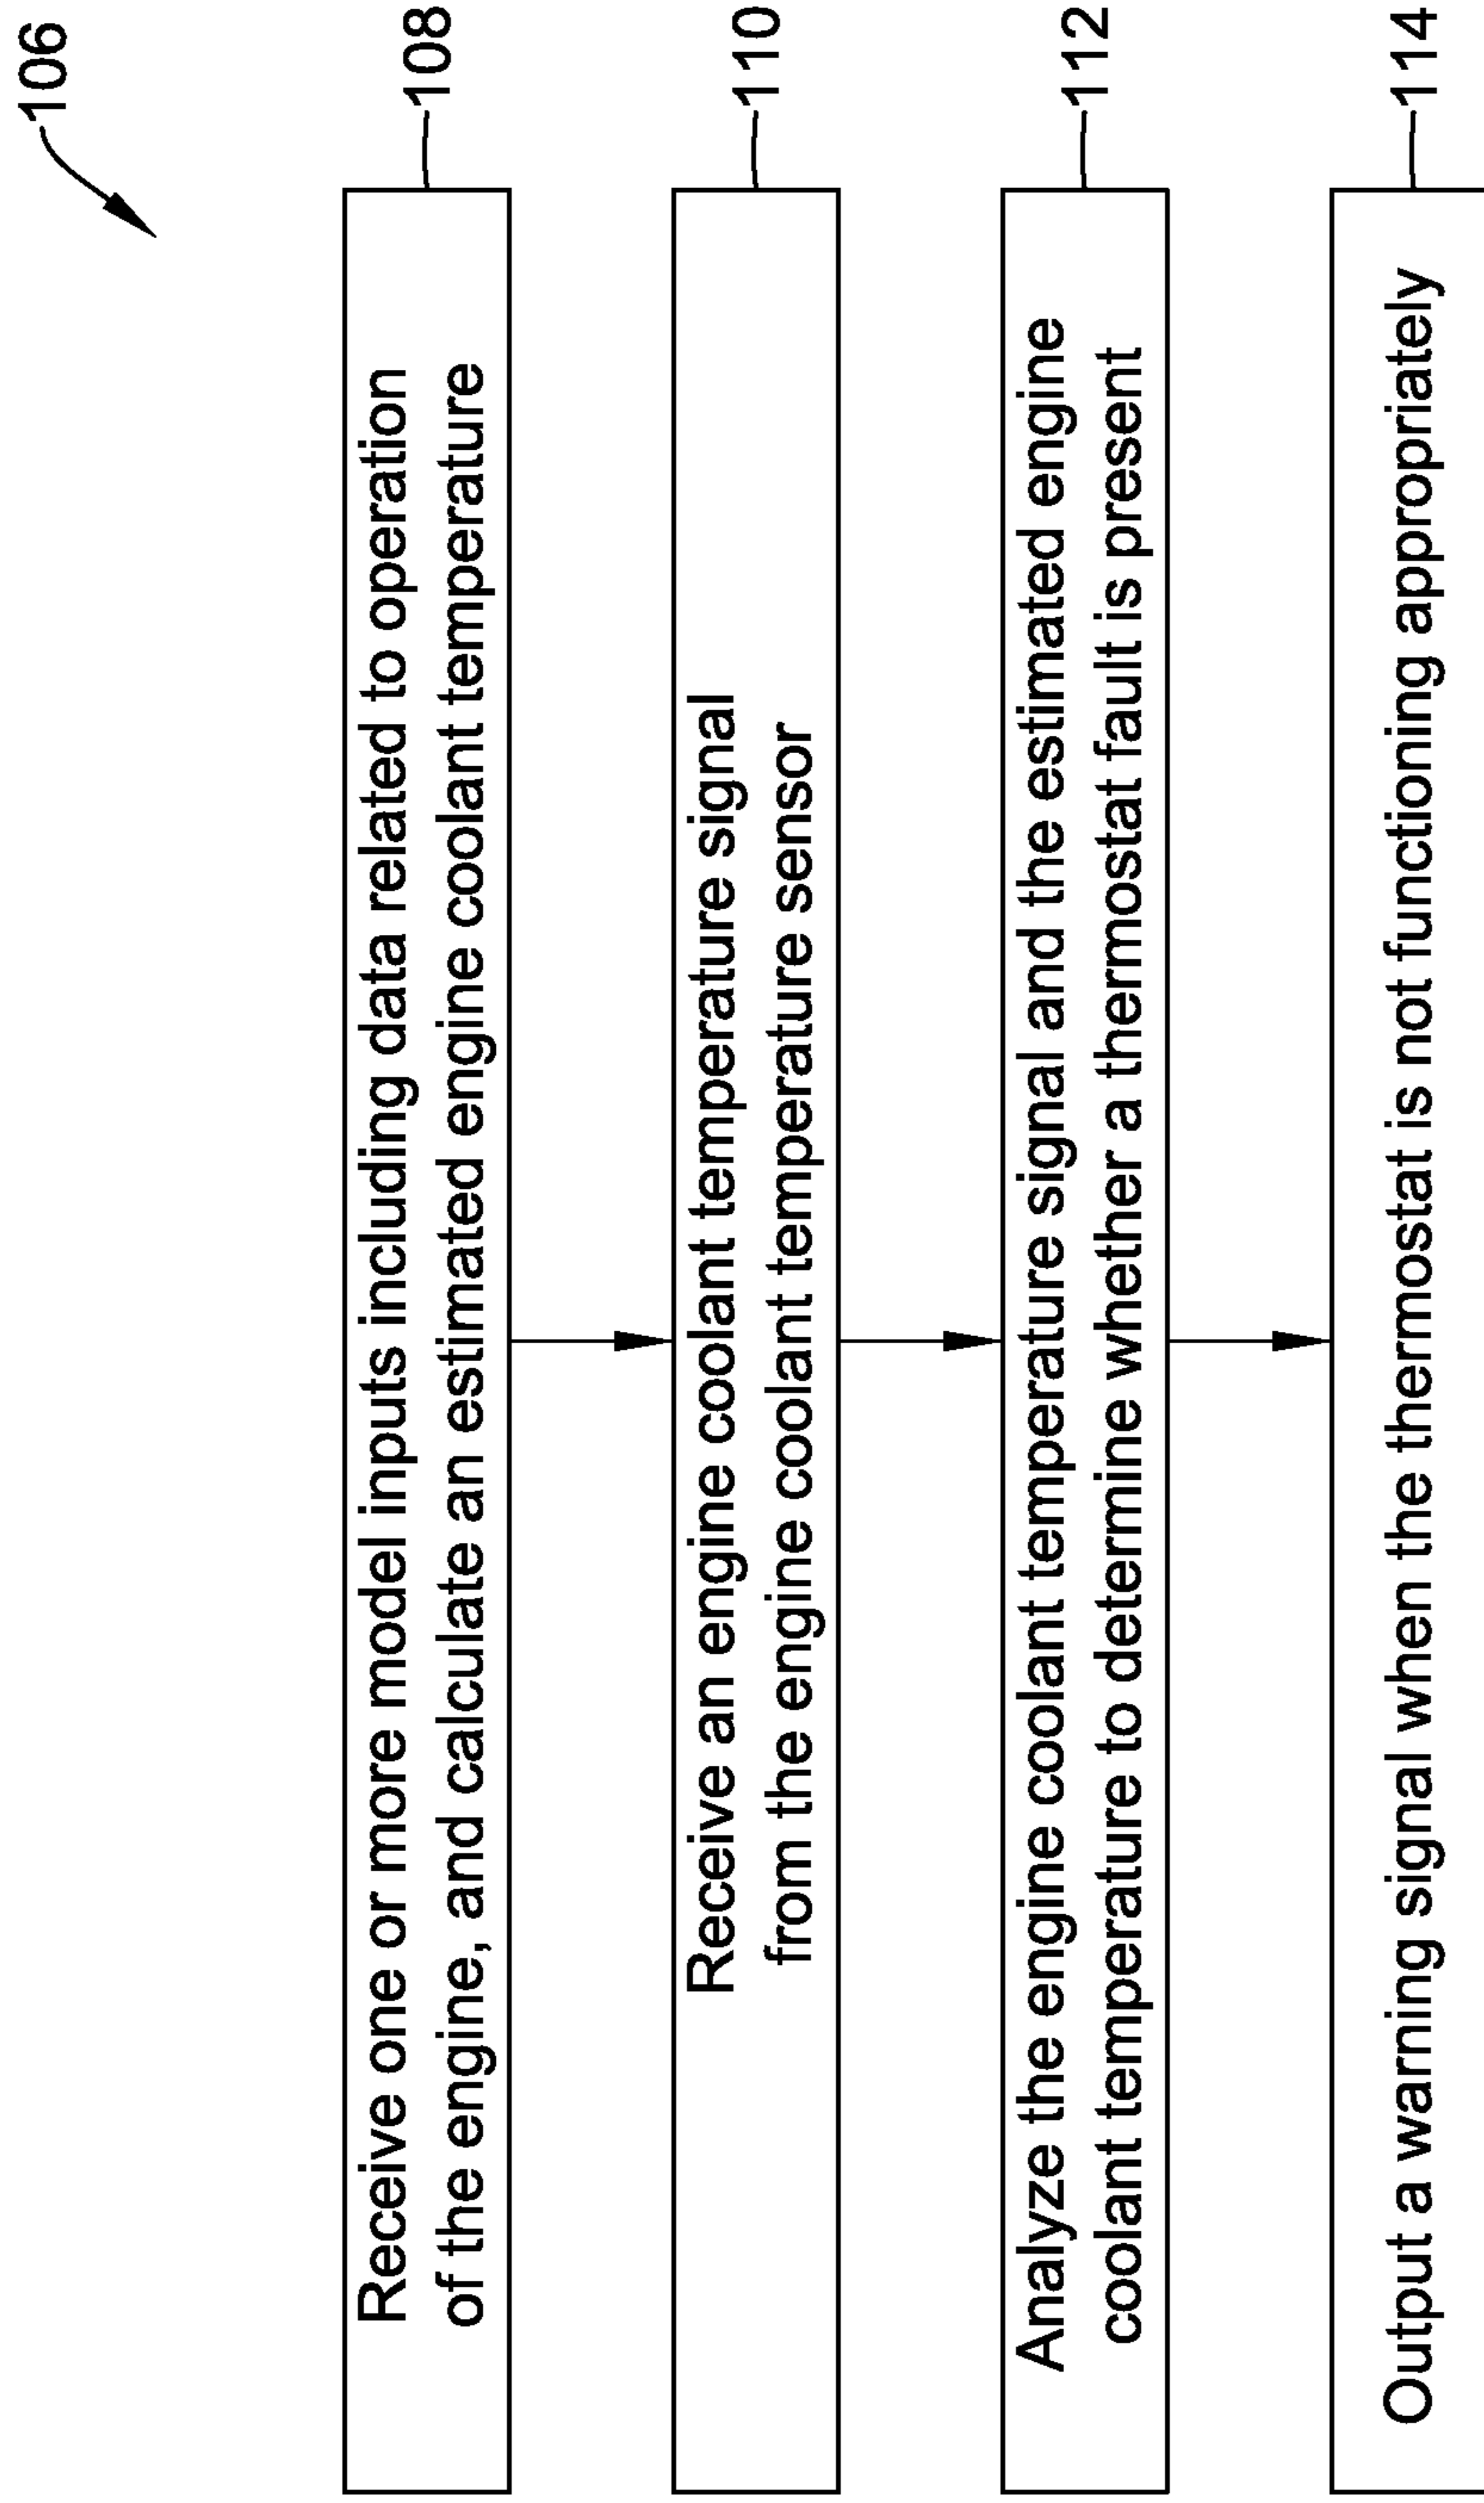 106
Receive one or more model inputs including data related to operation
of the engine, and calculate an estimated engine coolant temperature
108
Receive an engine coolant temperature signal
from the engine coolant temperature sensor
110
Analyze the engine coolant temperature signal and the estimated engine
coolant temperature to determine whether a thermostat fault is present
112
Output a warning signal when the thermostat is not functioning appropriately
114